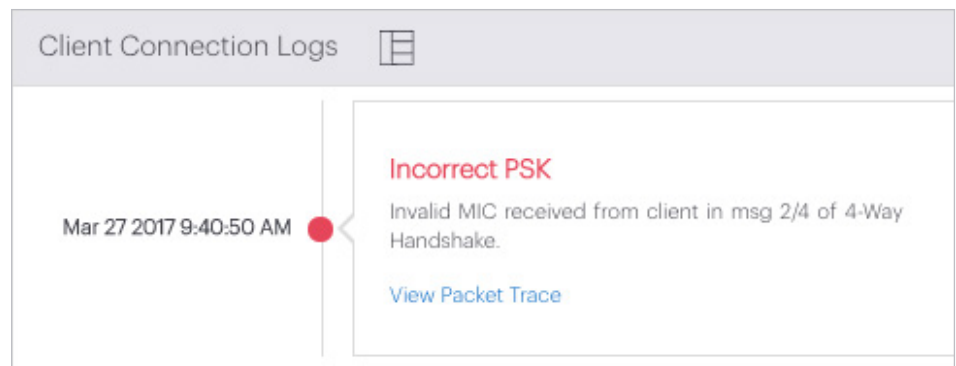 Client Connection Logs
Incorrect PSK
Mar 27 2017 9:40:50 AM
Invalid MIC received from client in msg 2/4 of 4-Way
Handshake.
View Packet Trace